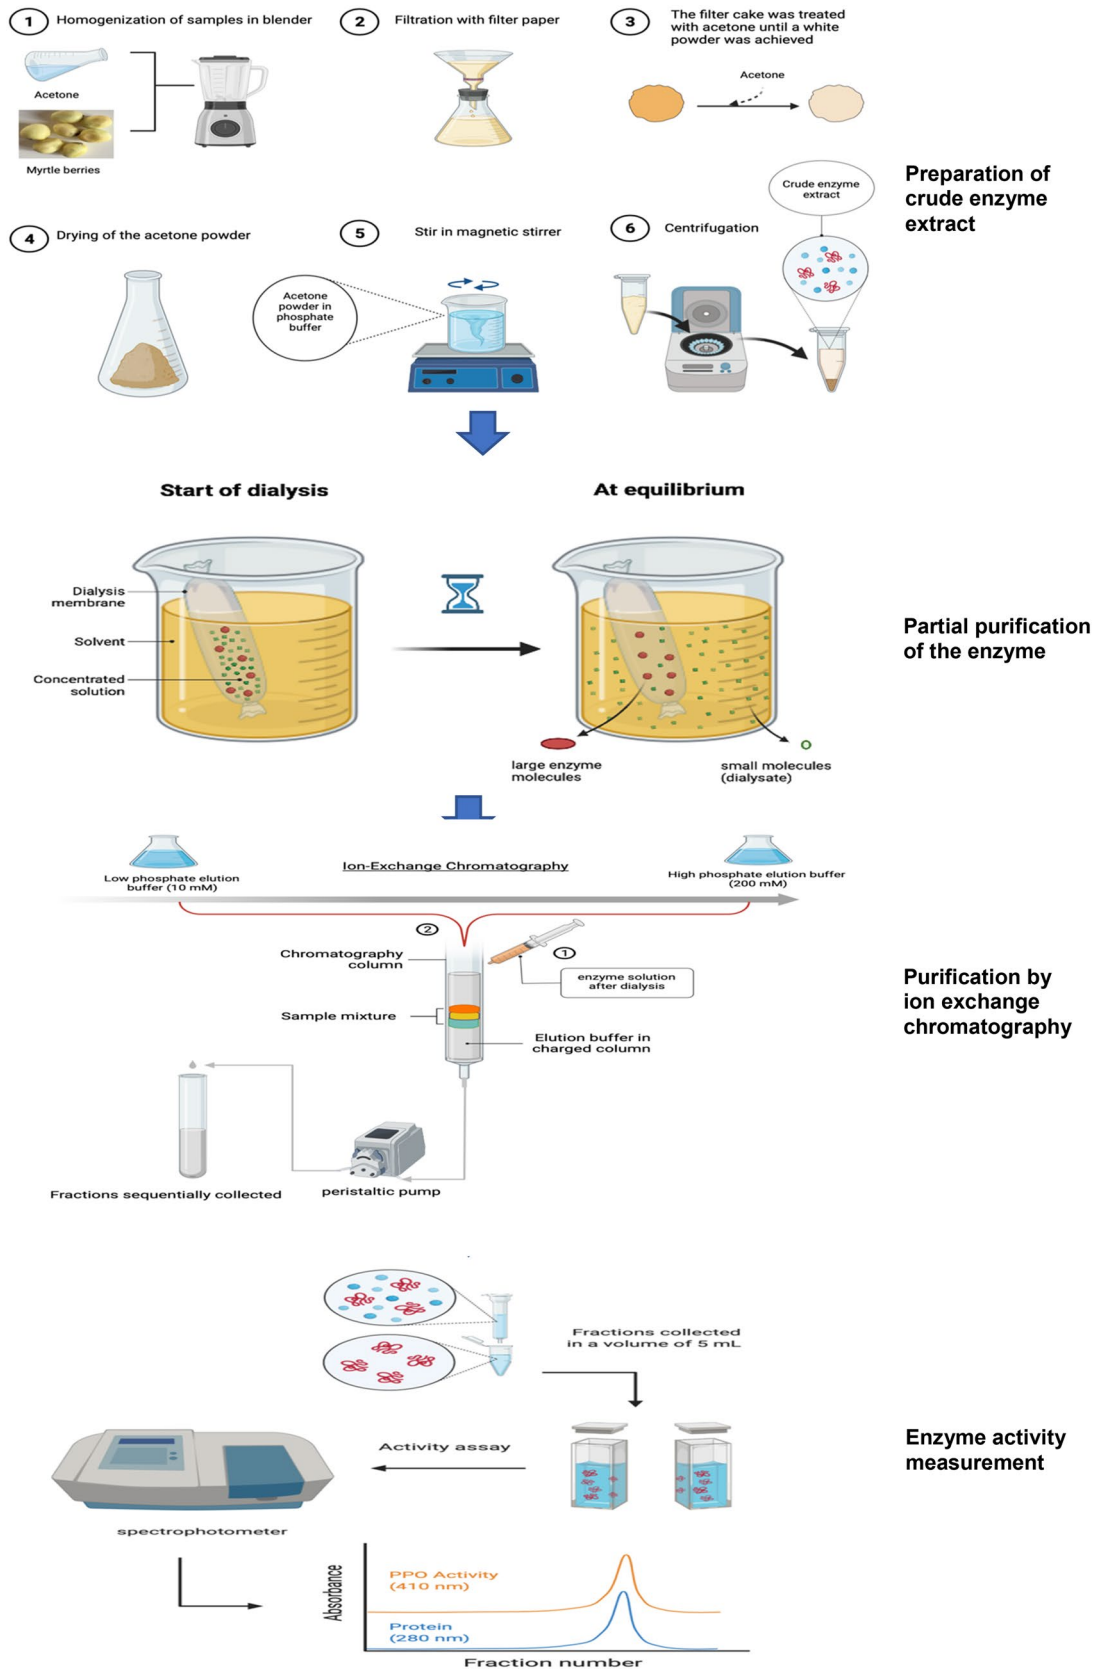 1 Homogenization of samples in blender
Acetone
Myrtle berries
2 Filtration with filter paper
3 The filter cake was treated
with acetone until a white
powder was achieved
Acetone
Preparation of
crude enzyme
extract
4 Drying of the acetone powder
5 Stir in magnetic stirrer
Acetone
powder in
phosphate
buffer
6 Centrifugation
Crude enzyme
extract
Start of dialysis
At equilibrium
Dialysis
membrane
Solvent
Concentrated
solution
large enzyme
molecules
small molecules
(dialysate)
Partial purification
of the enzyme
Low phosphate elution
buffer (10 mM)
Ion-Exchange Chromatography
High phosphate elution buffer
(200 mM)
2
1
Chromatography
column
enzyme solution
after dialysis
Sample mixture
Elution buffer in
charged column
Purification by
ion exchange
chromatography
Fractions sequentially collected
peristaltic pump
Fractions collected
in a volume of 5 mL
Activity assay
spectrophotometer
Enzyme activity
measurement
Absorbance
PPO Activity
(410 nm)
Protein
(280 nm)
Fraction number